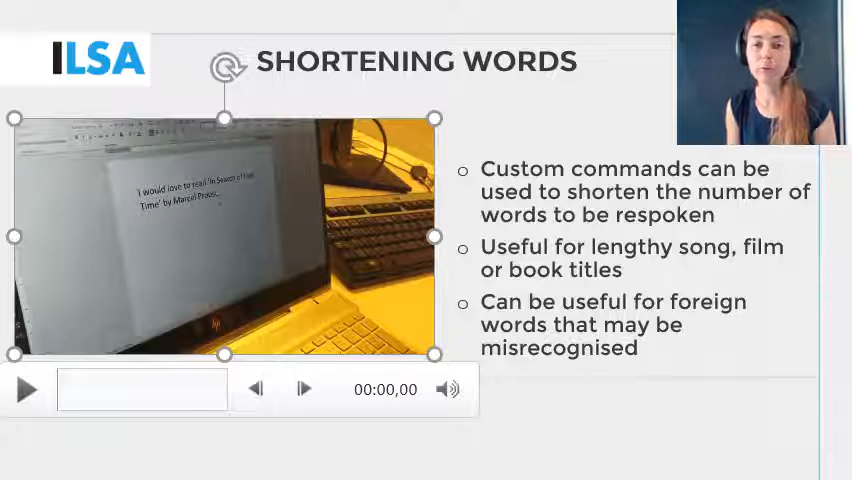 ILSA
SHORTENING WORDS
'I would love to read 'In Search of Lost
Time' by Marcel Proust.
hp
Custom commands can be
used to shorten the number of
words to be respoken
Useful for lengthy song, film
or book titles
Can be useful for foreign
words that may be
misrecognised
00:00,00